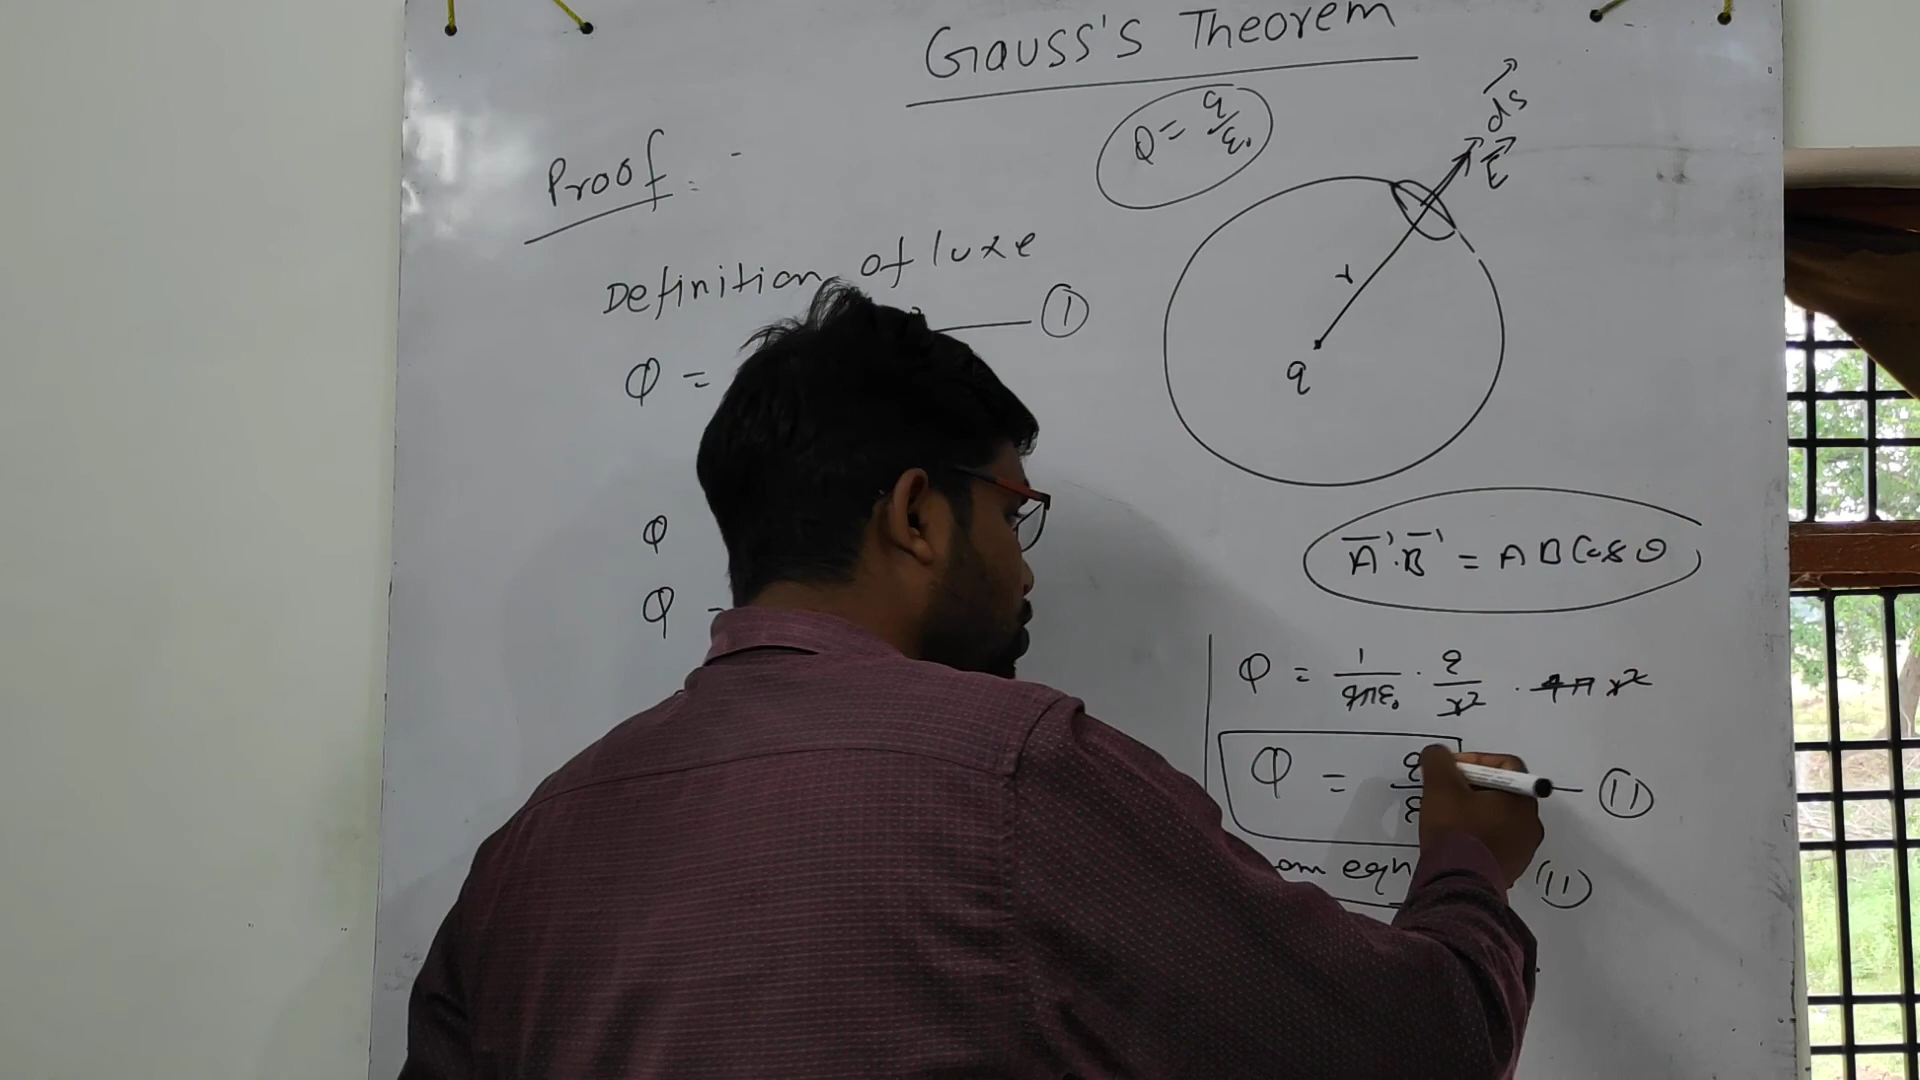 Gauss's Theorem
Φ = q/ε₀
Proof: -
ds⃗
E⃗
r
q
Definition of luxe
①
Φ =
Φ
Φ -
A⃗.B⃗ = AB Cos θ
Φ = 1/4πε₀ . q/r² . 4π r²
Φ = q/ε — (11)
om eqn (11)